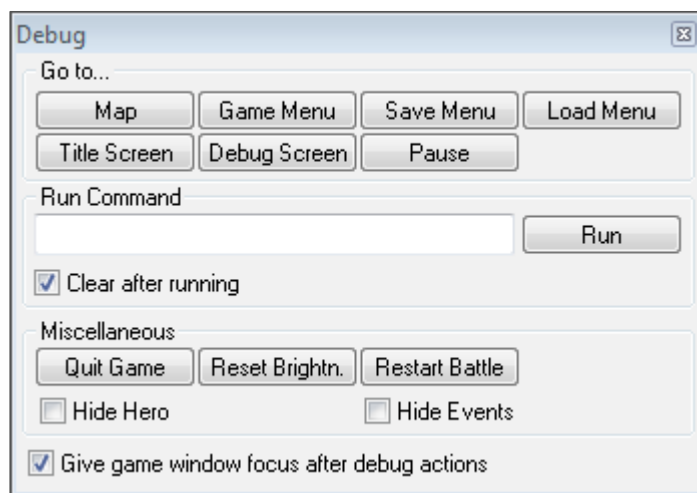 Debug
Go to...
Map Game Menu Save Menu Load Menu
Title Screen Debug Screen Pause
Run Command
Run
Clear after running
Miscellaneous
Quit Game Reset Brightn. Restart Battle
Hide Hero Hide Events
Give game window focus after debug actions